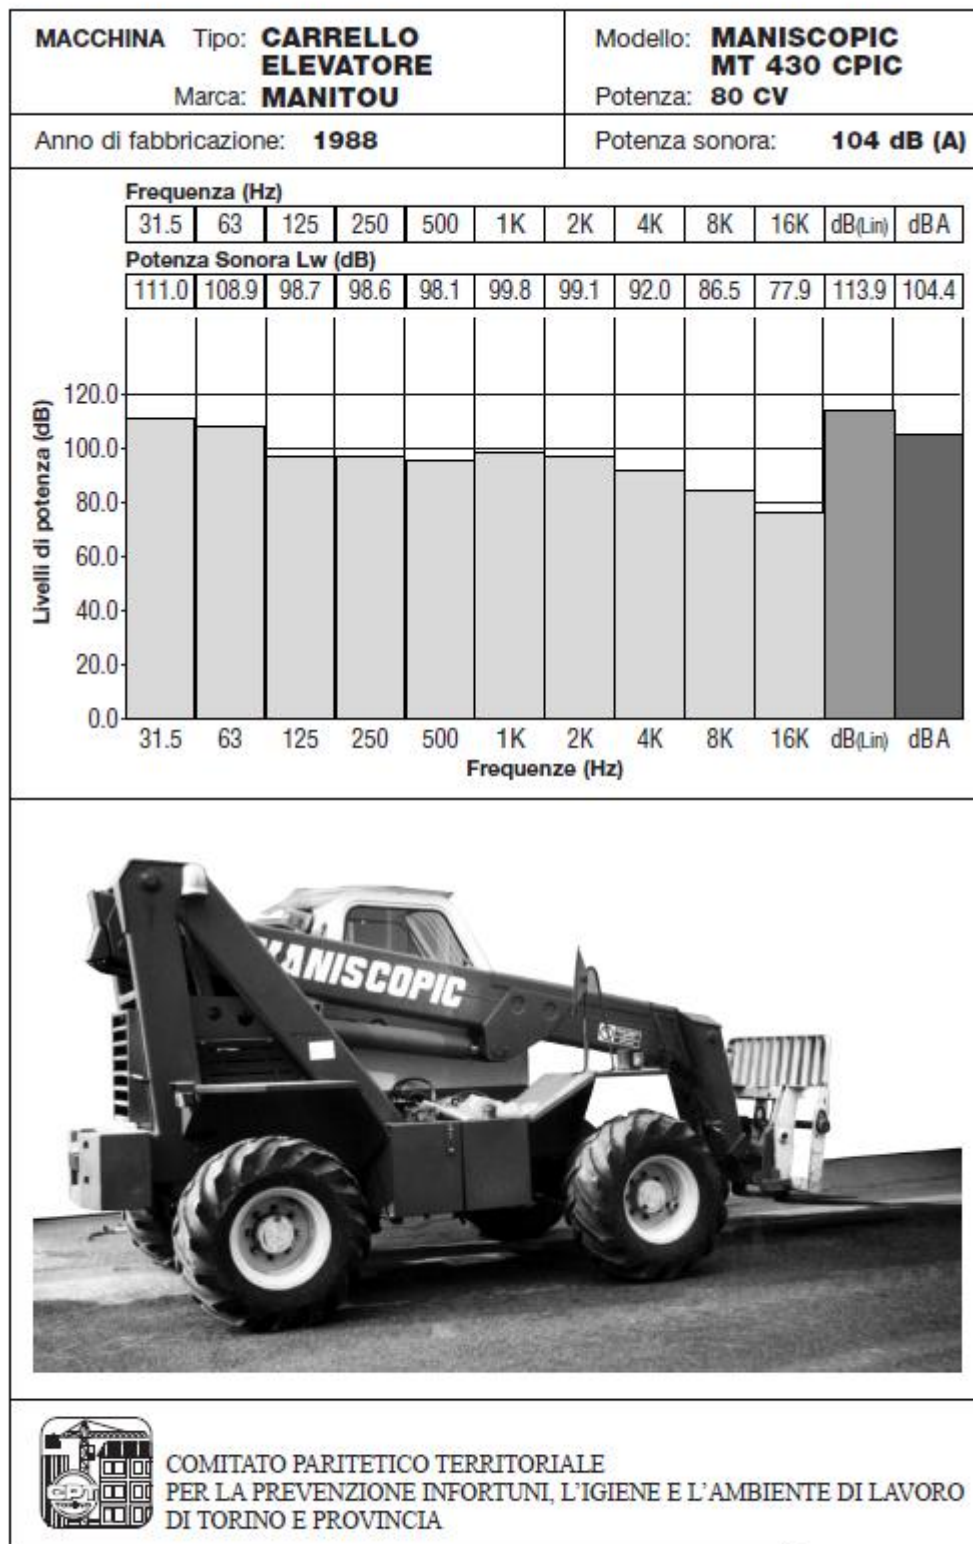 MACCHINA Tipo: CARRELLO ELEVATORE
Marca: MANITOU
Modello: MANISCOPIC MT 430 CPIC
Potenza: 80 CV
Anno di fabbricazione: 1988
Potenza sonora: 104 dB (A)
Frequenza (Hz)
31.5 63 125 250 500 1K 2K 4K 8K 16K dB(Lin) dBA
Potenza Sonora Lw (dB)
111.0 108.9 98.7 98.6 98.1 99.8 99.1 92.0 86.5 77.9 113.9 104.4
Livelli di potenza (dB)
120.0
100.0
80.0
60.0
40.0
20.0
0.0
31.5 63 125 250 500 1K 2K 4K 8K 16K dB(Lin) dBA
Frequenze (Hz)
MANISCOPIC
CPT
TORINO
COMITATO PARITETICO TERRITORIALE
PER LA PREVENZIONE INFORTUNI, L'IGIENE E L'AMBIENTE DI LAVORO
DI TORINO E PROVINCIA